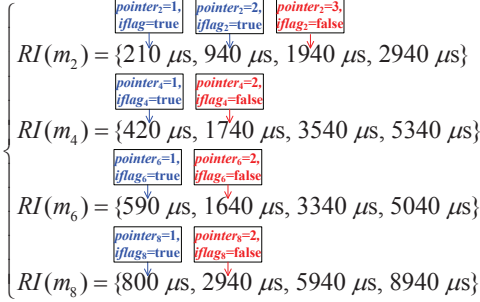 pointer₂=1, pointer₂=2, pointer₂=3,
iflag=true iflag₂=true iflag₂=false
RI(m₂) = {210 μs, 940 μs, 1940 μs, 2940 μs}
pointer₄=1, pointer₄=2,
iflag₄=true iflag₄=false
RI(m₄) = {420 μs, 1740 μs, 3540 μs, 5340 μs}
pointer₆=1, pointer₆=2,
iflag₆=true iflag₆=false
RI(m₆) = {590 μs, 1640 μs, 3340 μs, 5040 μs}
pointer₈=1, pointer₈=2,
iflag₈=true iflag₈=false
RI(m₈) = {800 μs, 2940 μs, 5940 μs, 8940 μs}